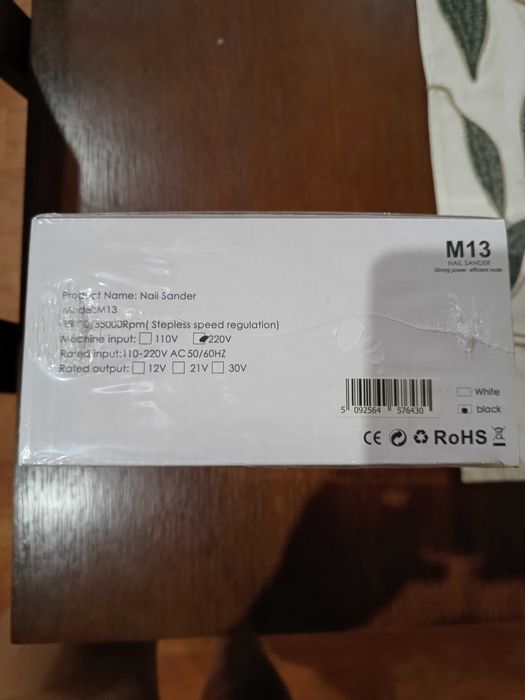 M13
NAIL SANDER
Strong power efficient mute
Product Name: Nail Sander
Model:M13
35000Rpm( Stepless speed regulation)
Machine input: 110V 220V
Rated input:110-220V AC 50/60HZ
Rated output: 12V 21V 30V
White
black
5 092564 576430
CE RoHS